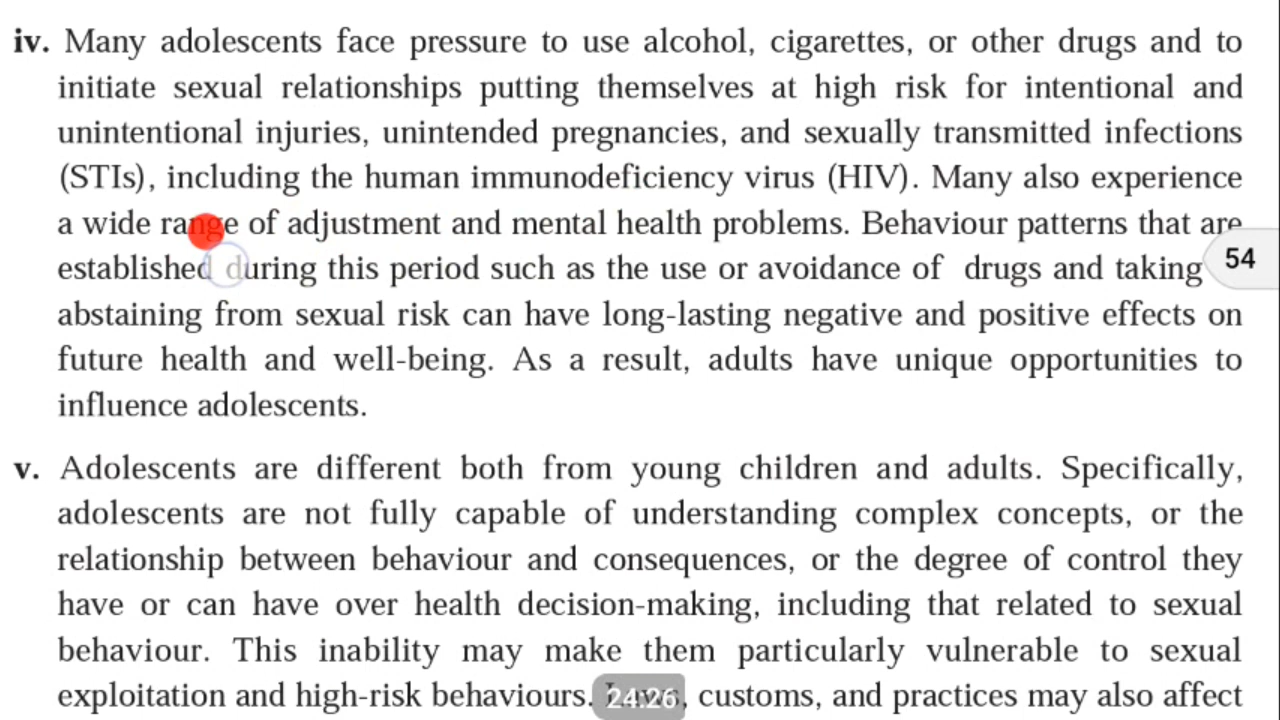 iv. Many adolescents face pressure to use alcohol, cigarettes, or other drugs and to
initiate sexual relationships putting themselves at high risk for intentional and
unintentional injuries, unintended pregnancies, and sexually transmitted infections
(STIs), including the human immunodeficiency virus (HIV). Many also experience
a wide range of adjustment and mental health problems. Behaviour patterns that are
established during this period such as the use or avoidance of drugs and taking
54
abstaining from sexual risk can have long-lasting negative and positive effects on
future health and well-being. As a result, adults have unique opportunities to
influence adolescents.
v. Adolescents are different both from young children and adults. Specifically,
adolescents are not fully capable of understanding complex concepts, or the
relationship between behaviour and consequences, or the degree of control they
have or can have over health decision-making, including that related to sexual
behaviour. This inability may make them particularly vulnerable to sexual
exploitation and high-risk behaviours. customs, and practices may also affect
24:26